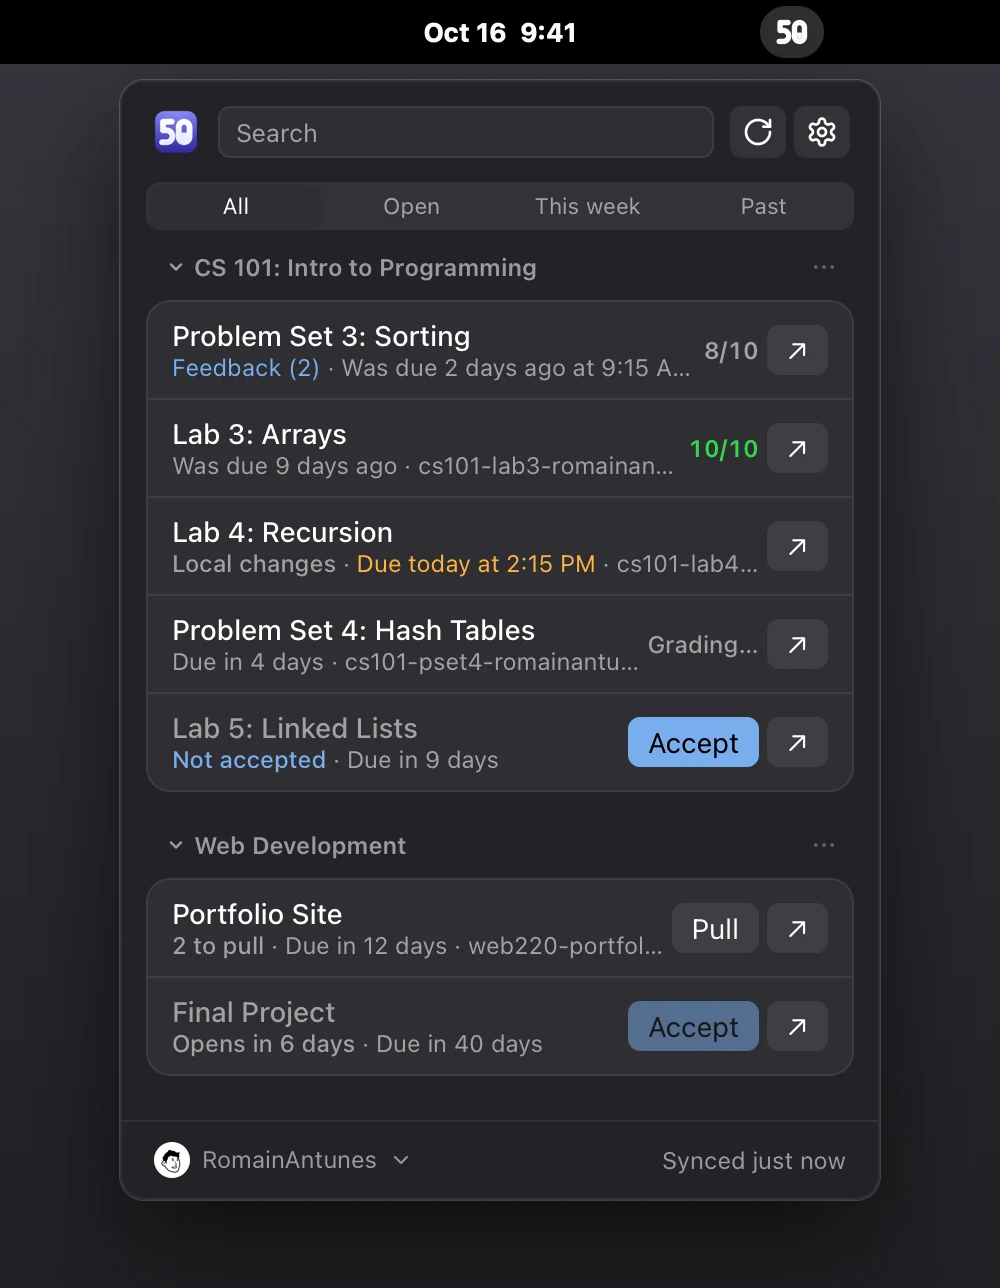 Oct 16 9:41
50
50
Search
All Open This week Past
CS 101: Intro to Programming ...
Problem Set 3: Sorting
Feedback (2) · Was due 2 days ago at 9:15 A...
8/10
Lab 3: Arrays
Was due 9 days ago · cs101-lab3-romainan...
10/10
Lab 4: Recursion
Local changes · Due today at 2:15 PM · cs101-lab4...
Problem Set 4: Hash Tables
Due in 4 days · cs101-pset4-romainantu...
Grading...
Lab 5: Linked Lists
Not accepted · Due in 9 days
Accept
Web Development ...
Portfolio Site
2 to pull · Due in 12 days · web220-portfol...
Pull
Final Project
Opens in 6 days · Due in 40 days
Accept
RomainAntunes
Synced just now